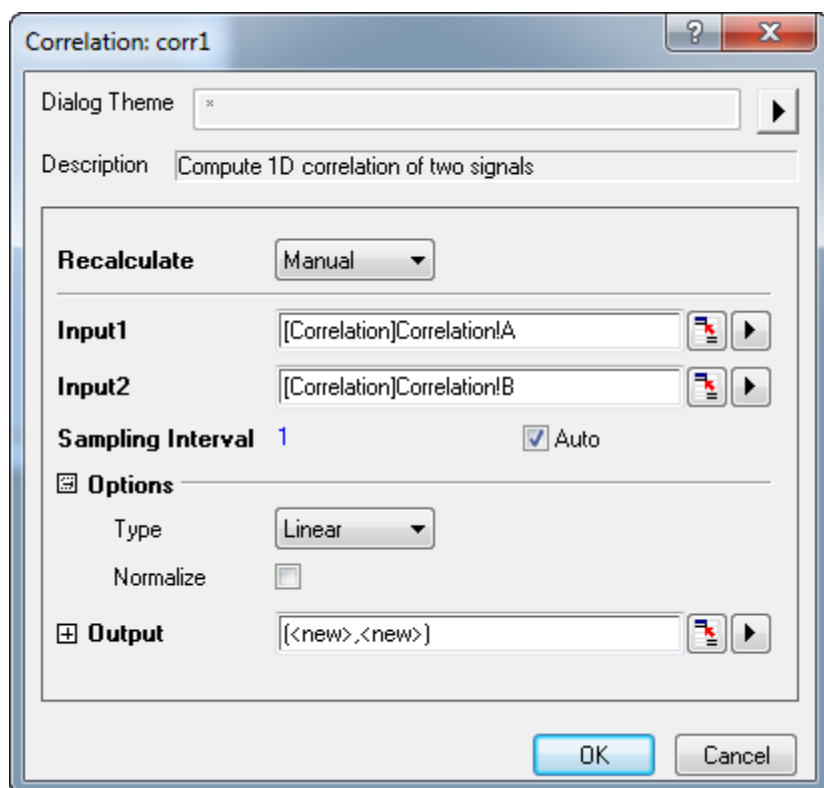 Correlation: corr1
Dialog Theme *
Description Compute 1D correlation of two signals
Recalculate Manual
Input1 [Correlation]Correlation!A
Input2 [Correlation]Correlation!B
Sampling Interval 1 Auto
Options
Type Linear
Normalize
Output (<new>,<new>)
OK Cancel